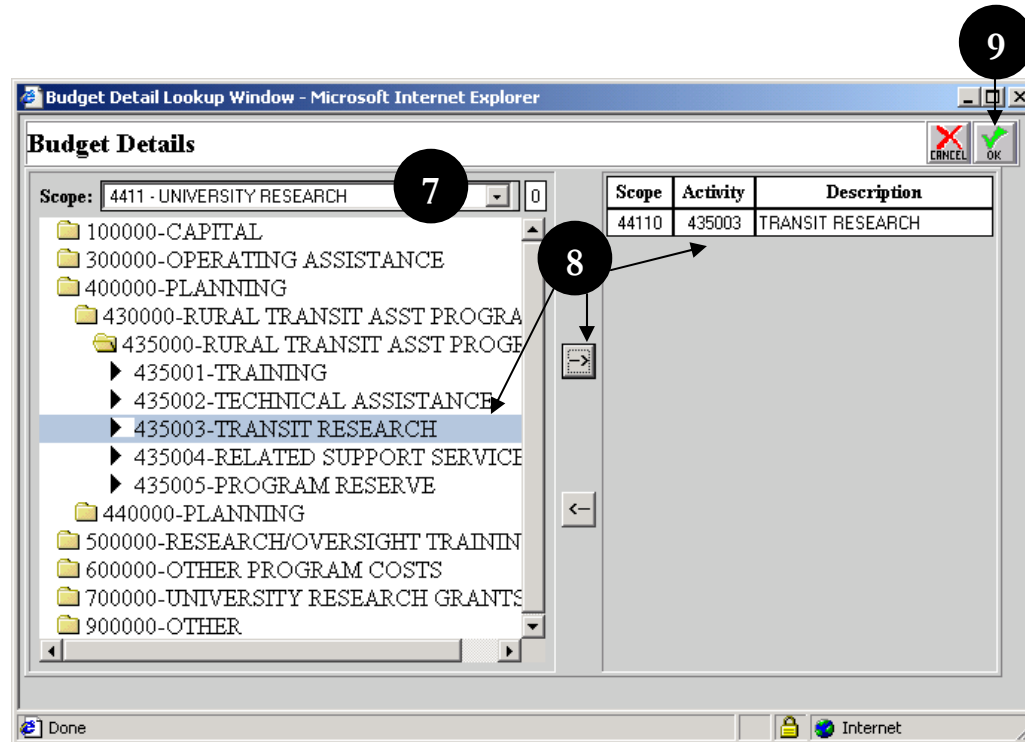 9
Budget Detail Lookup Window - Microsoft Internet Explorer
Budget Details
CANCEL
OK
Scope: 4411 - UNIVERSITY RESEARCH 0
7
100000-CAPITAL
300000-OPERATING ASSISTANCE
400000-PLANNING
430000-RURAL TRANSIT ASST PROGRA
435000-RURAL TRANSIT ASST PROGR
435001-TRAINING
435002-TECHNICAL ASSISTANCE
435003-TRANSIT RESEARCH
435004-RELATED SUPPORT SERVICE
435005-PROGRAM RESERVE
440000-PLANNING
500000-RESEARCH/OVERSIGHT TRAININ
600000-OTHER PROGRAM COSTS
700000-UNIVERSITY RESEARCH GRANTS
900000-OTHER
8
-->
<--
Scope Activity Description
44110 435003 TRANSIT RESEARCH
Done
Internet